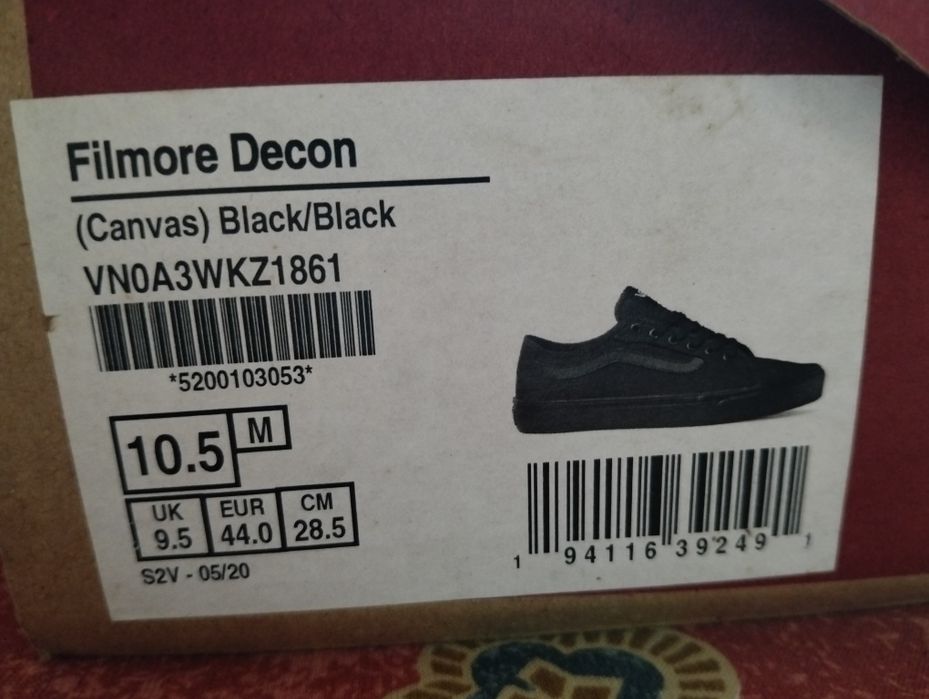 Filmore Decon
(Canvas) Black/Black
VN0A3WKZ1861
*5200103053*
10.5 M
UK EUR CM
9.5 44.0 28.5
S2V - 05/20
1 94116 39249 1